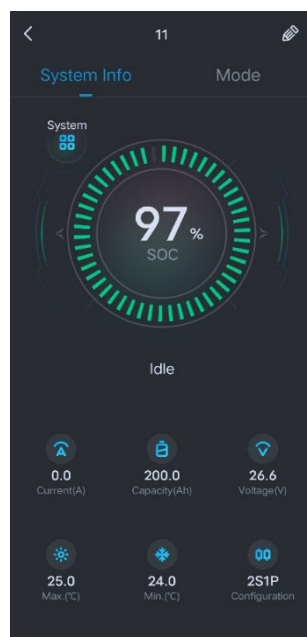 11
System Info
Mode
System
97 %
SOC
Idle
0.0
200.0
26.6
Current(A)
Capacity(Ah)
Voltage(V)
25.0
24.0
2S1P
Max.(℃)
Min.(℃)
Configuration